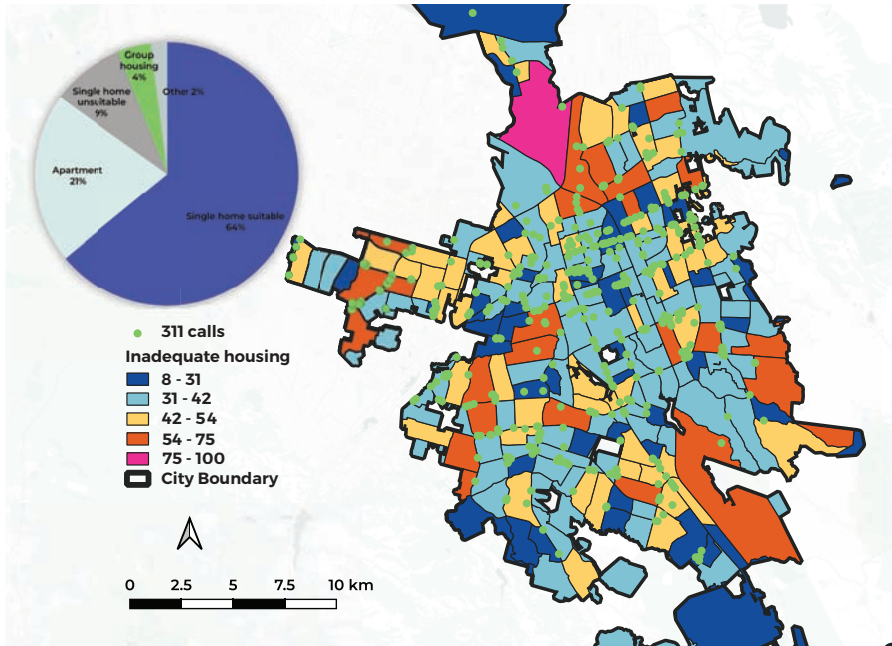 Group
housing
4%
Other 2%
Single home
unsuitable
9%
Apartment
21%
Single home suitable
64%
311 calls
Inadequate housing
8 - 31
31 - 42
42 - 54
54 - 75
75 - 100
City Boundary
0 2.5 5 7.5 10 km